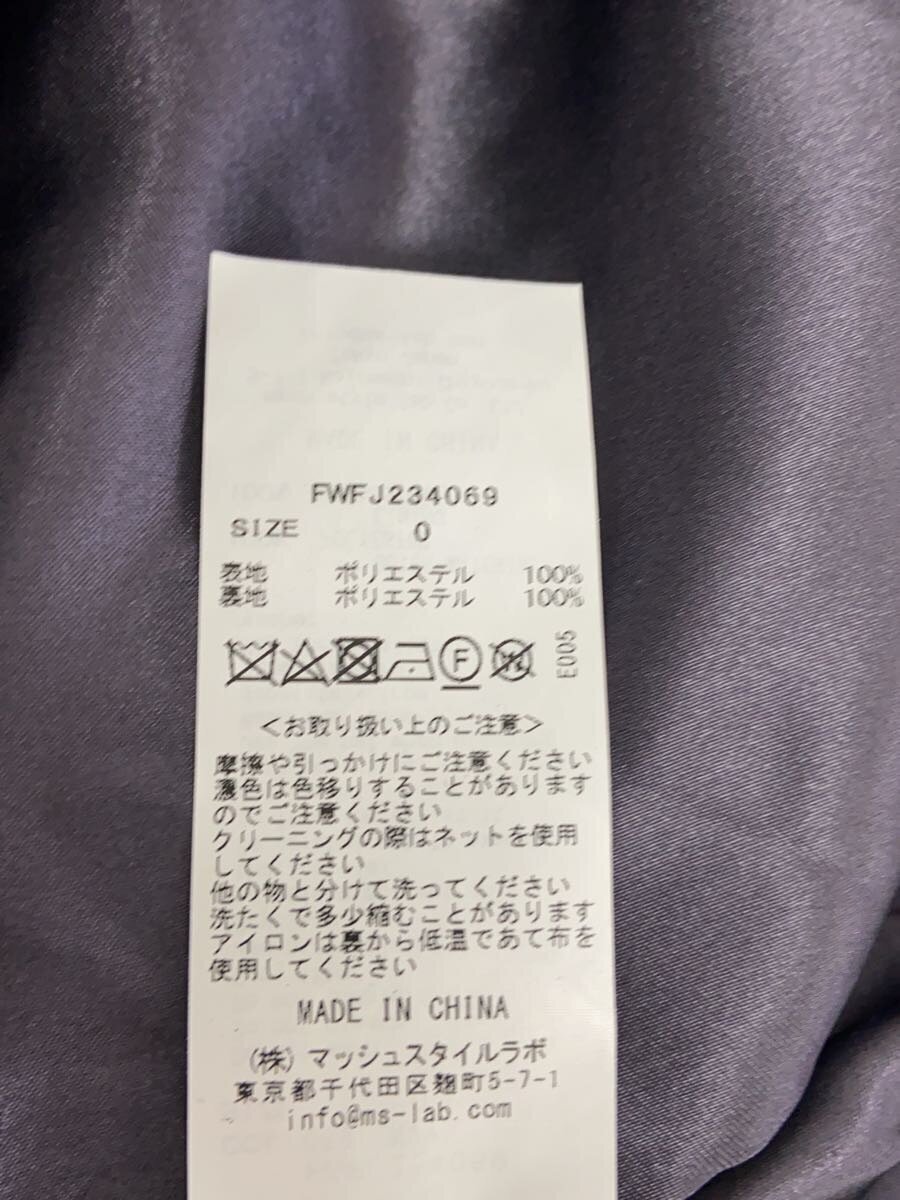 FWFJ234069
SIZE 0
表地 ポリエステル 100%
裏地 ポリエステル 100%
F W E005
<お取り扱い上のご注意>
摩擦や引っかけにご注意ください
濃色は色移りすることがあります
のでご注意ください
クリーニングの際はネットを使用
してください
他の物と分けて洗ってください
洗たくで多少縮むことがあります
アイロンは裏から低温であて布を
使用してください
MADE IN CHINA
(株)マッシュスタイルラボ
東京都千代田区麹町5-7-1
info@ms-lab.com